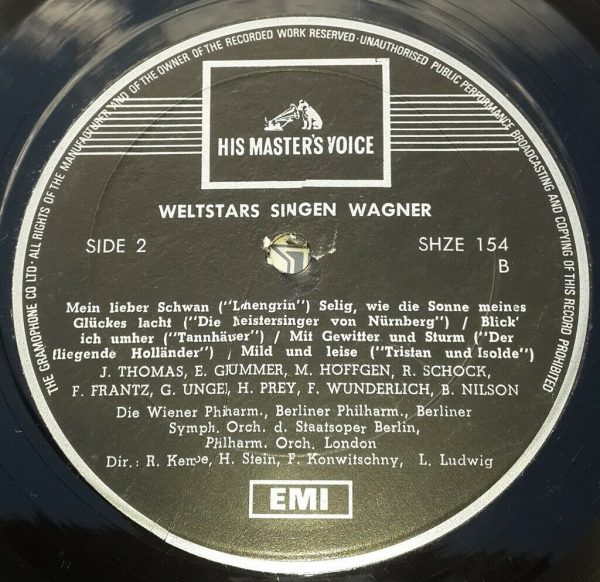 THE GRAMOPHONE CO LTD · ALL RIGHTS OF THE MANUFACTURER AND OF THE OWNER OF THE RECORDED WORK RESERVED · UNAUTHORISED PUBLIC PERFORMANCE BROADCASTING AND COPYING OF THIS RECORD PROHIBITED
HIS MASTER'S VOICE
WELTSTARS SINGEN WAGNER
SIDE 2
SHZE 154
B
Mein lieber Schwan ("Lohengrin") Selig, wie die Sonne meines
Glückes lacht ("Die Meistersinger von Nürnberg") / Blick'
ich umher ("Tannhäuser") / Mit Gewitter und Sturm ("Der
fliegende Holländer") / Mild und leise ("Tristan und Isolde")
J. THOMAS, E. GRÜMMER, M. HOFFGEN, R. SCHOCK,
F. FRANTZ, G. UNGER, H. PREY, F. WUNDERLICH, B. NILSON
Die Wiener Philharm., Berliner Philharm., Berliner
Symph. Orch. d. Staatsoper Berlin,
Philharm. Orch. London
Dir.: R. Kempe, H. Stein, F. Konwitschny, L. Ludwig
EMI